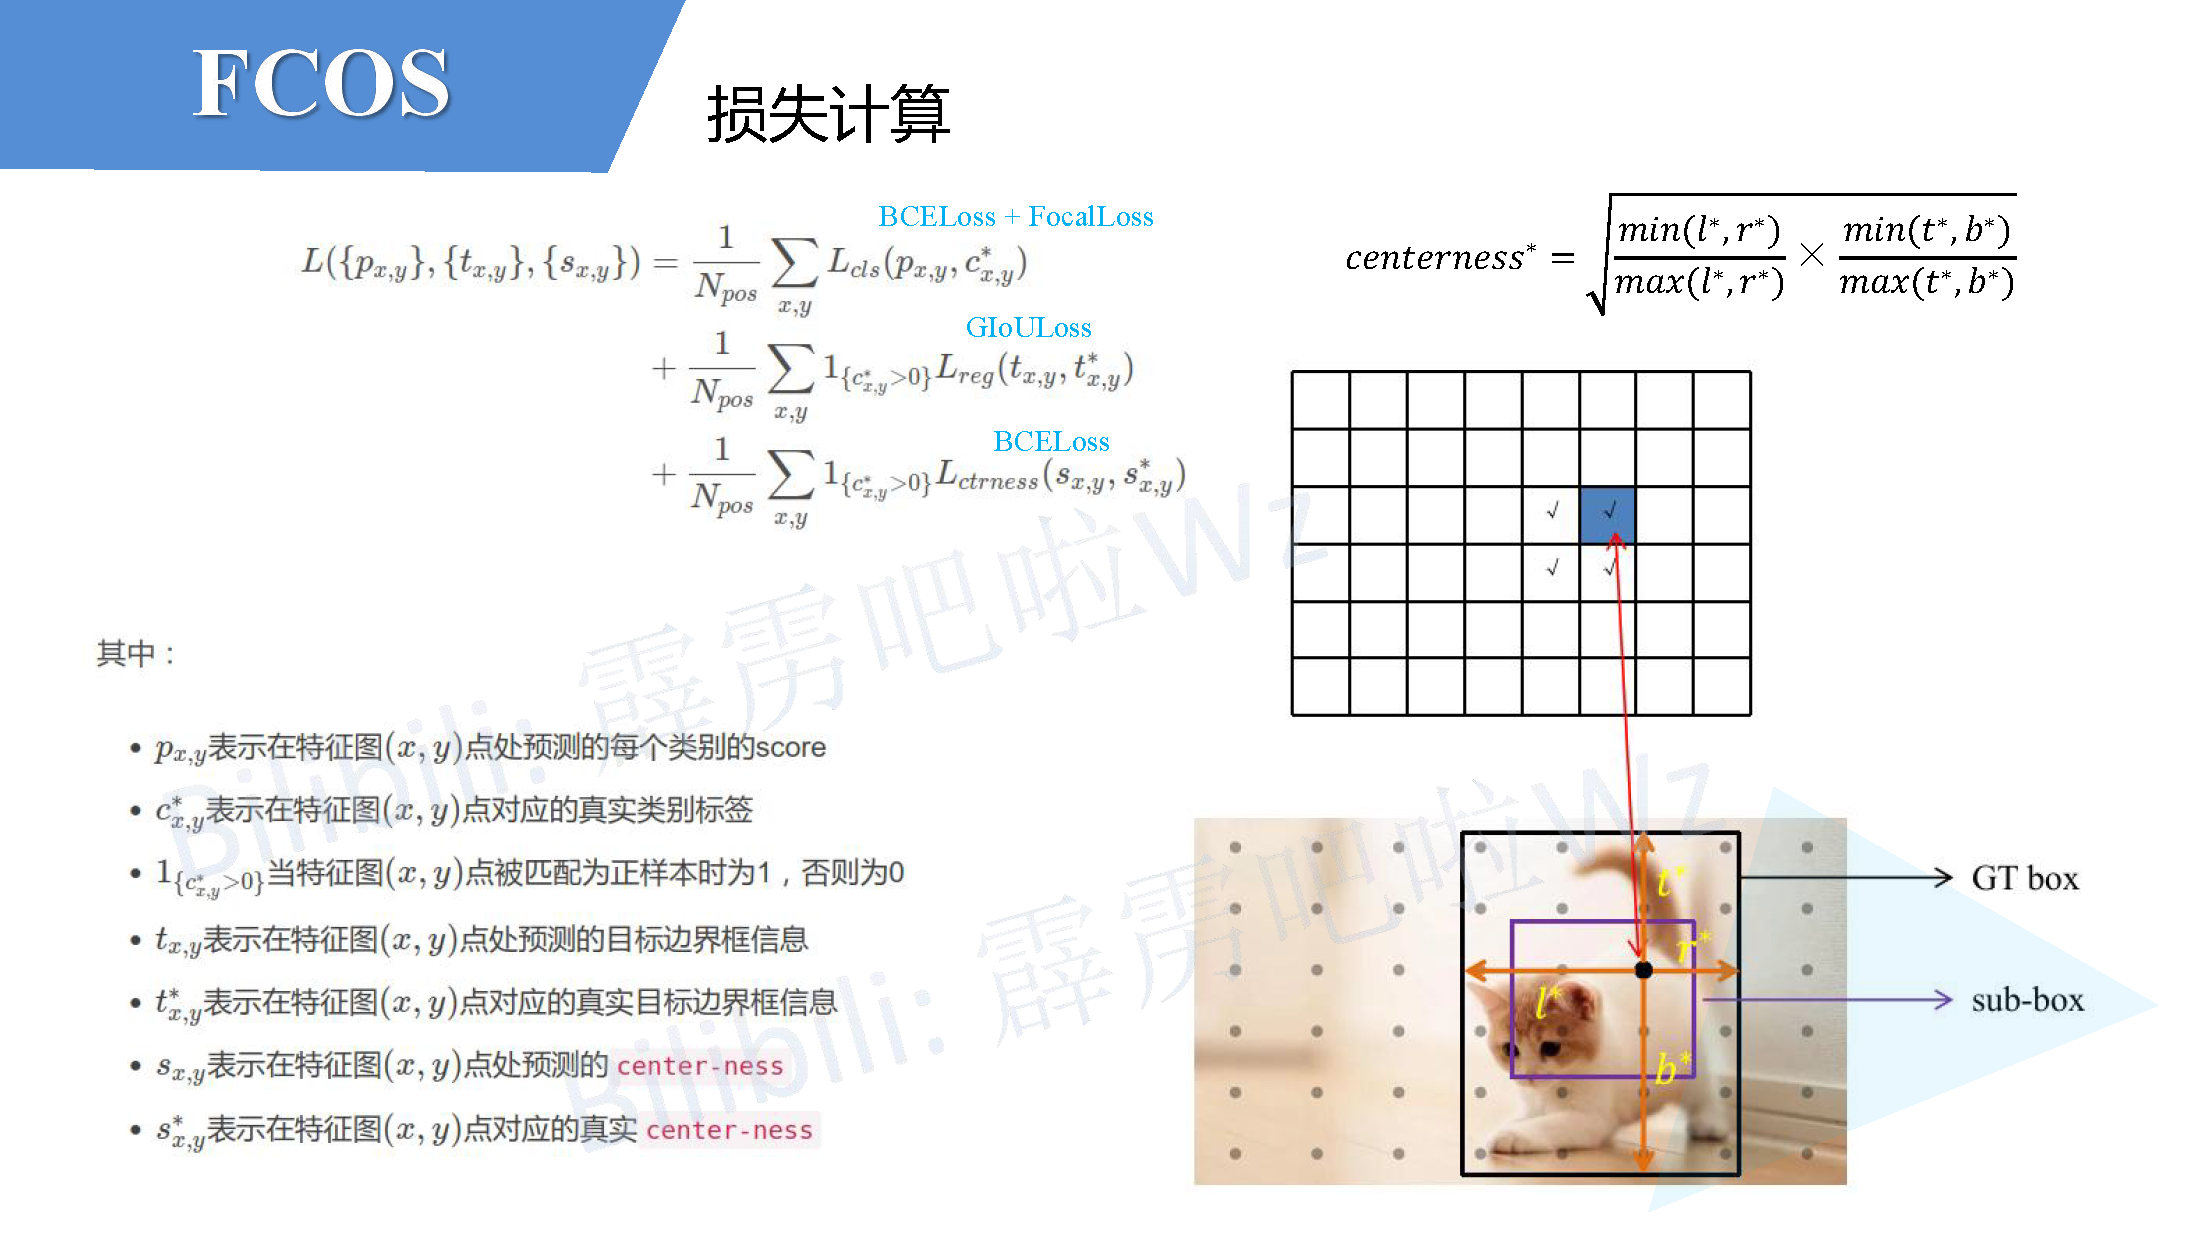 FCOS
损失计算
BCELoss + FocalLoss
L({p_{x,y}}, {t_{x,y}}, {s_{x,y}}) = \frac{1}{N_{pos}} \sum_{x,y} L_{cls}(p_{x,y}, c^*_{x,y})
GIoULoss
+ \frac{1}{N_{pos}} \sum_{x,y} 1_{\{c^*_{x,y}>0\}} L_{reg}(t_{x,y}, t^*_{x,y})
BCELoss
+ \frac{1}{N_{pos}} \sum_{x,y} 1_{\{c^*_{x,y}>0\}} L_{ctrness}(s_{x,y}, s^*_{x,y})
其中：
• p_{x,y}表示在特征图(x, y)点处预测的每个类别的score
• c^*_{x,y}表示在特征图(x, y)点对应的真实类别标签
• 1_{\{c^*_{x,y}>0\}}当特征图(x, y)点被匹配为正样本时为1，否则为0
• t_{x,y}表示在特征图(x, y)点处预测的目标边界框信息
• t^*_{x,y}表示在特征图(x, y)点对应的真实目标边界框信息
• s_{x,y}表示在特征图(x, y)点处预测的 center-ness
• s^*_{x,y}表示在特征图(x, y)点对应的真实 center-ness
centerness^* = \sqrt{\frac{min(l^*, r^*)}{max(l^*, r^*)} × \frac{min(t^*, b^*)}{max(t^*, b^*)}}
√ √
√ √
t*
r*
l*
b*
GT box
sub-box
Bilibili: 霹雳吧啦Wz
Bilibili: 霹雳吧啦Wz